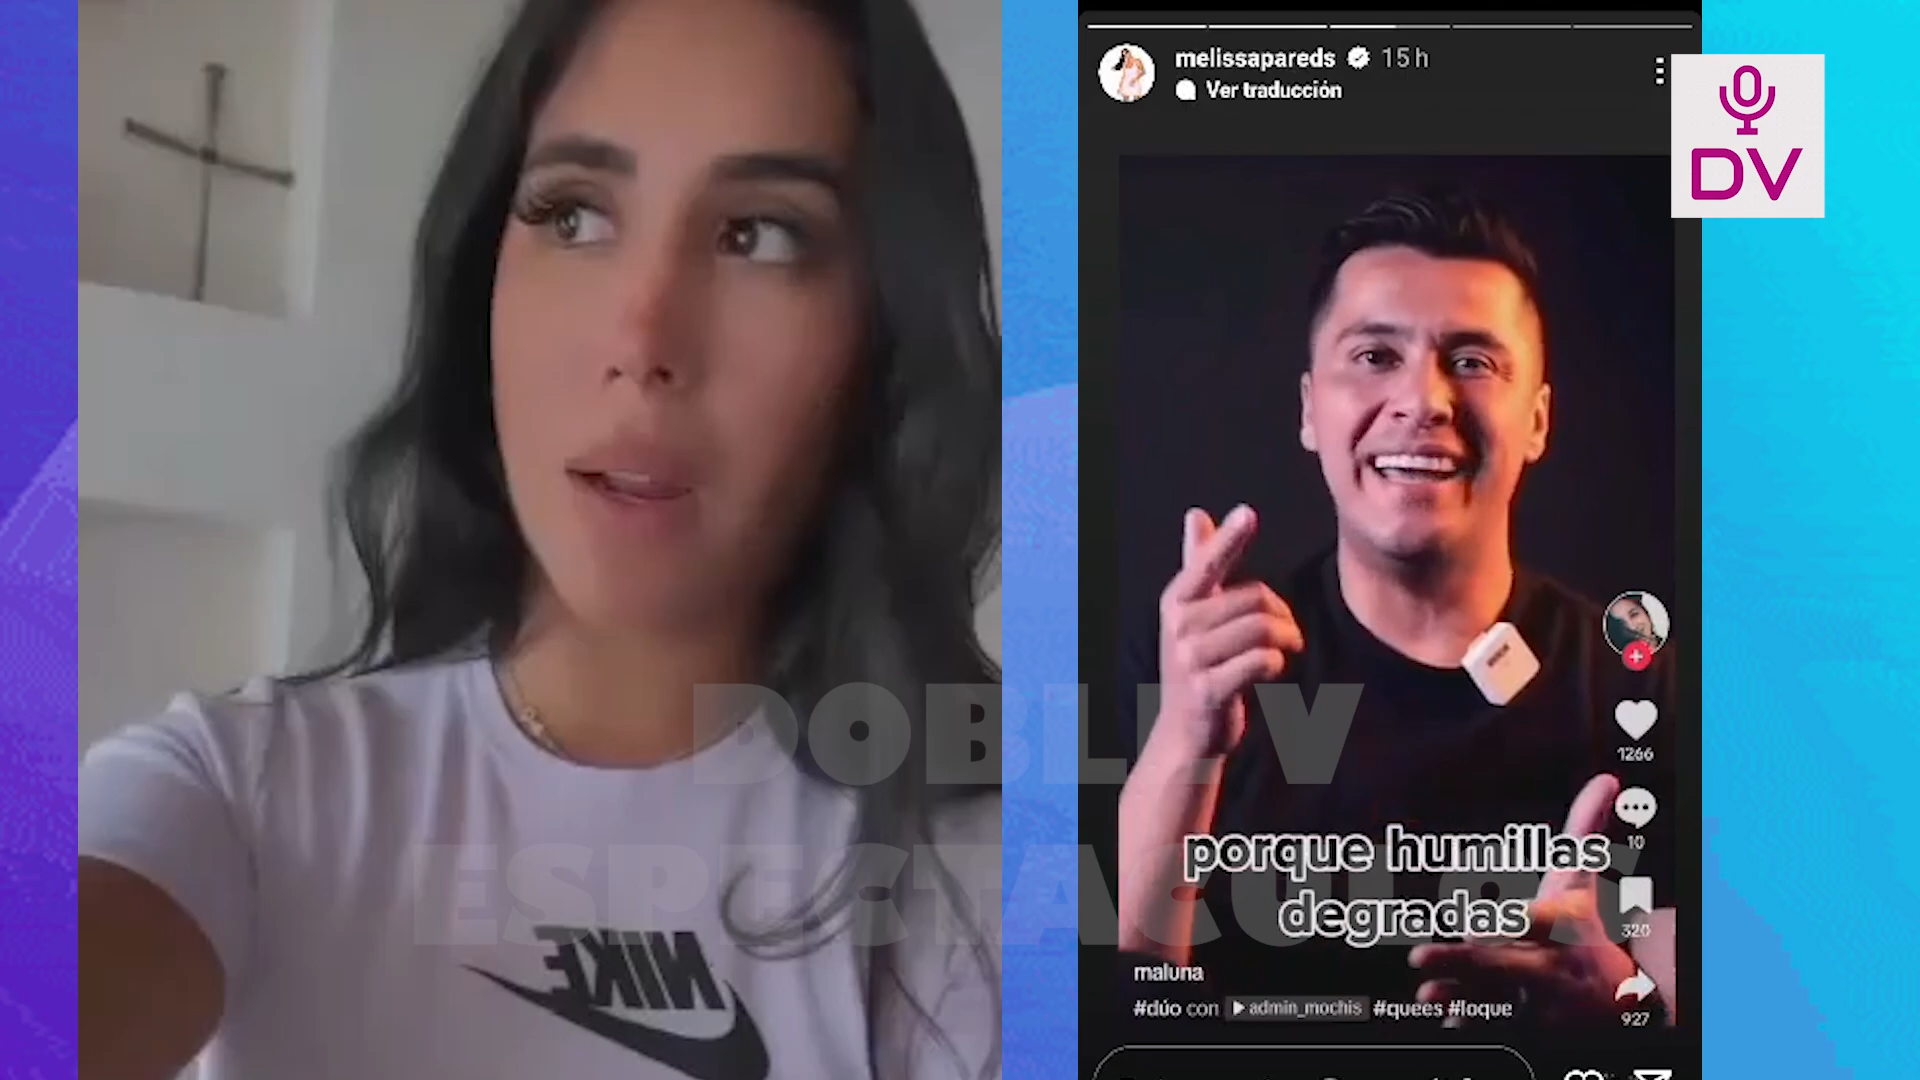 melissapareds 15 h
Ver traducción
DV
1266
porque humillas
10
degradas
320
maluna
#dúo con admin_mochis #quees #loque
927
NIKE
DOBLE V
ESPECTACULOS